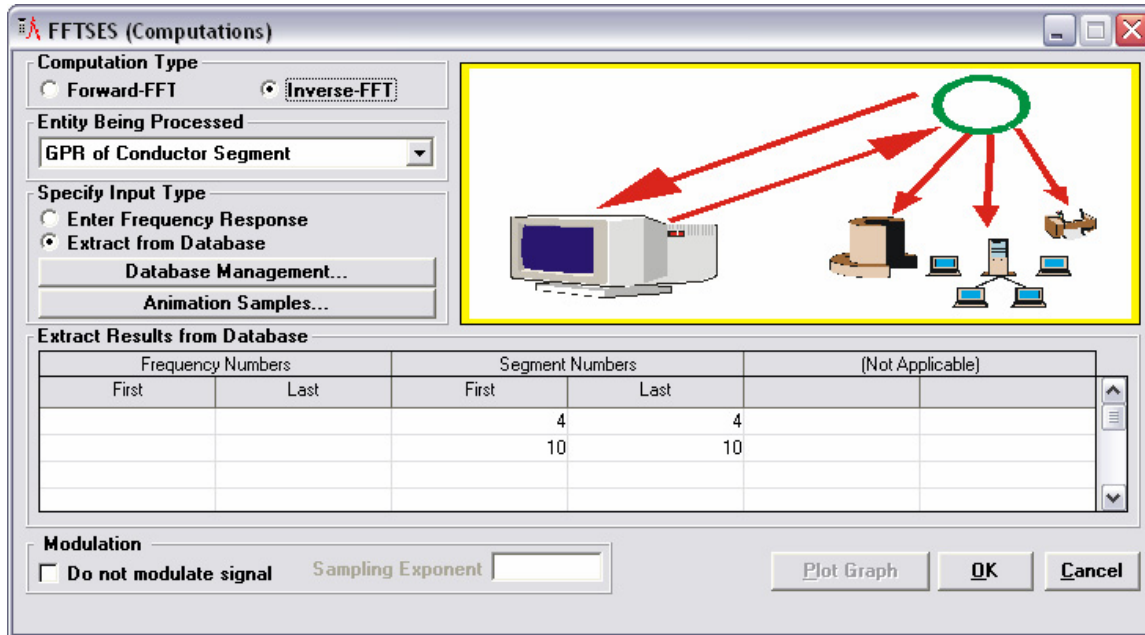 FFTSES (Computations)
Computation Type
Forward-FFT Inverse-FFT
Entity Being Processed
GPR of Conductor Segment
Specify Input Type
Enter Frequency Response
Extract from Database
Database Management...
Animation Samples...
Extract Results from Database
Frequency Numbers Segment Numbers (Not Applicable)
First Last First Last
4 4
10 10
Modulation
Do not modulate signal Sampling Exponent Plot Graph OK Cancel